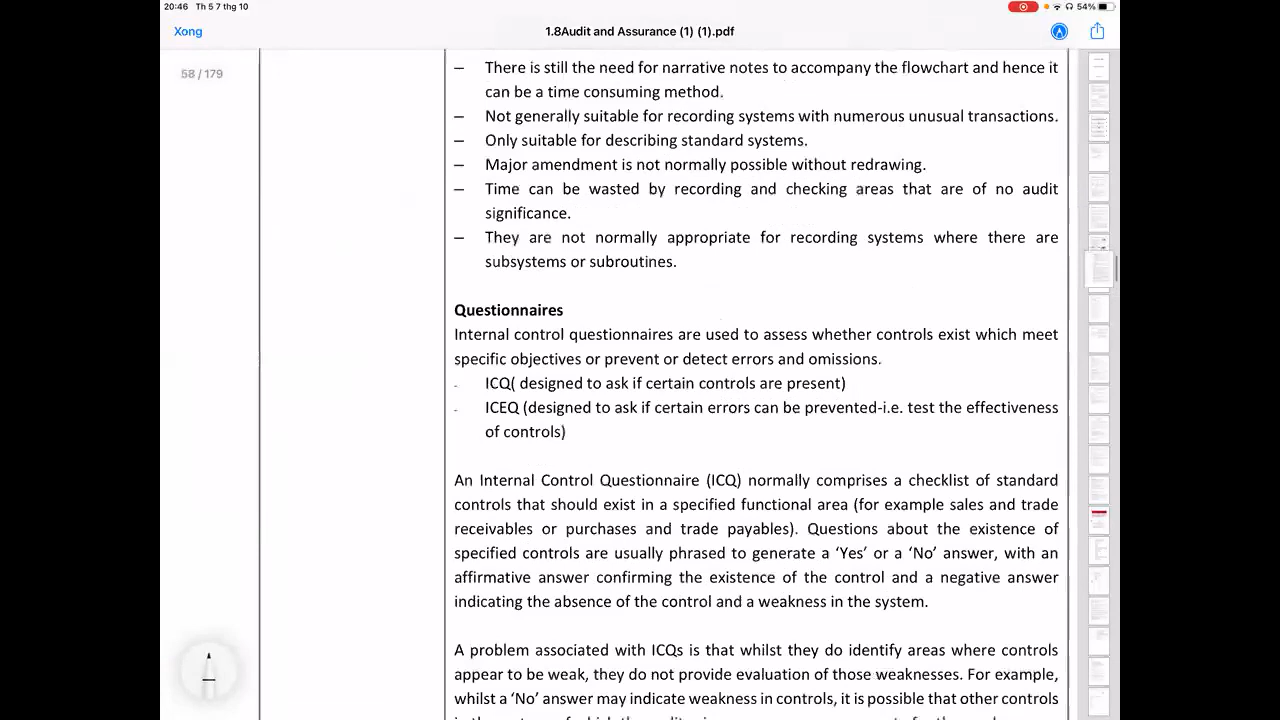 20:46 Th 5 7 thg 10
54%
Xong
1.8Audit and Assurance (1) (1).pdf
58 / 179
– There is the need for narrative notes to accompany the flowchart and hence it
can be a time consuming method.
– Not generally suitable for recording systems with numerous unusual transactions.
– Only suitable for describing standard systems.
– Major amendment is not normally possible without redrawing.
– Time can be wasted by recording and checking areas that are of no audit
significance.
– They are not normally appropriate for recording systems where there are
no systems or subroutine.
Questionnaires
Internal control questionnaire are used to assess whether controls exist which meet
specific objectives or prevent or detect errors and omissions.
- ICQ( designed to ask if certain controls are present)
- ICEQ (designed to ask if certain errors can be prevented-i.e. test the effectiveness
of controls)
An Internal Control Questionnaire (ICQ) normally comprises a checklist of standard
controls that should exist in a specified functional area (for example sales and trade
receivables or purchases and trade payables). Questions about the existence of
specified controls are usually phrased to generate a ‘Yes’ or a ‘No’ answer, with an
affirmative answer confirming the existence of the control and a negative answer
indicating the absence of the control and a weakness in the system.
A problem associated with ICQs is that whilst they do identify areas where controls
appear to be weak, they do not provide evaluation of those weaknesses. For example,
whilst a ‘No’ answer may indicate weakness in controls, it is possible that other controls